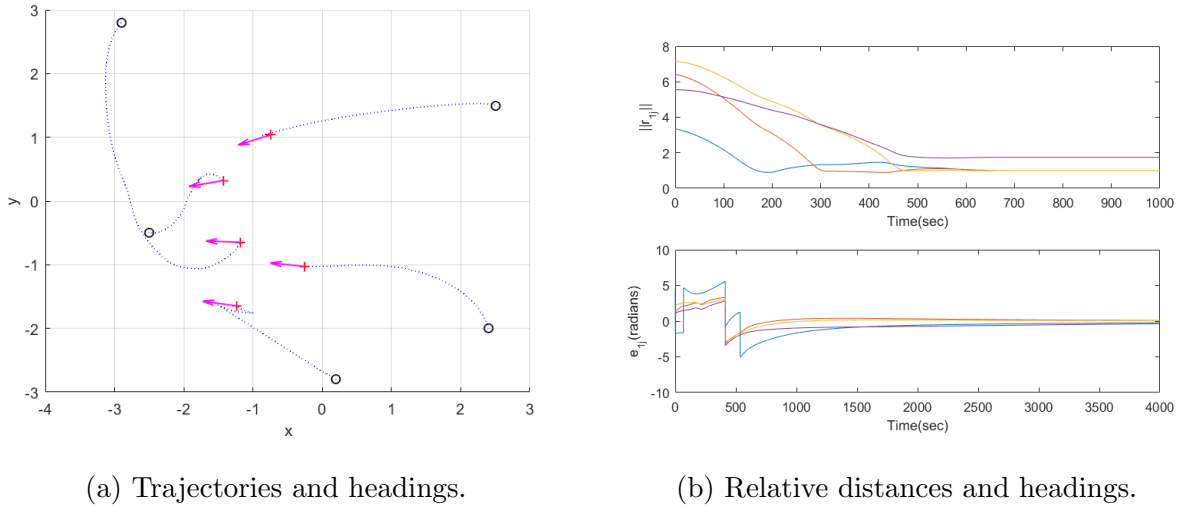 3
2
1
0
-1
-2
-3
y
-4 -3 -2 -1 0 1 2 3
x
8
6
4
2
0
||r1j||
0 100 200 300 400 500 600 700 800 900 1000
Time(sec)
10
5
0
-5
-10
e1j(radians)
0 500 1000 1500 2000 2500 3000 3500 4000
Time(sec)
(a) Trajectories and headings.
(b) Relative distances and headings.